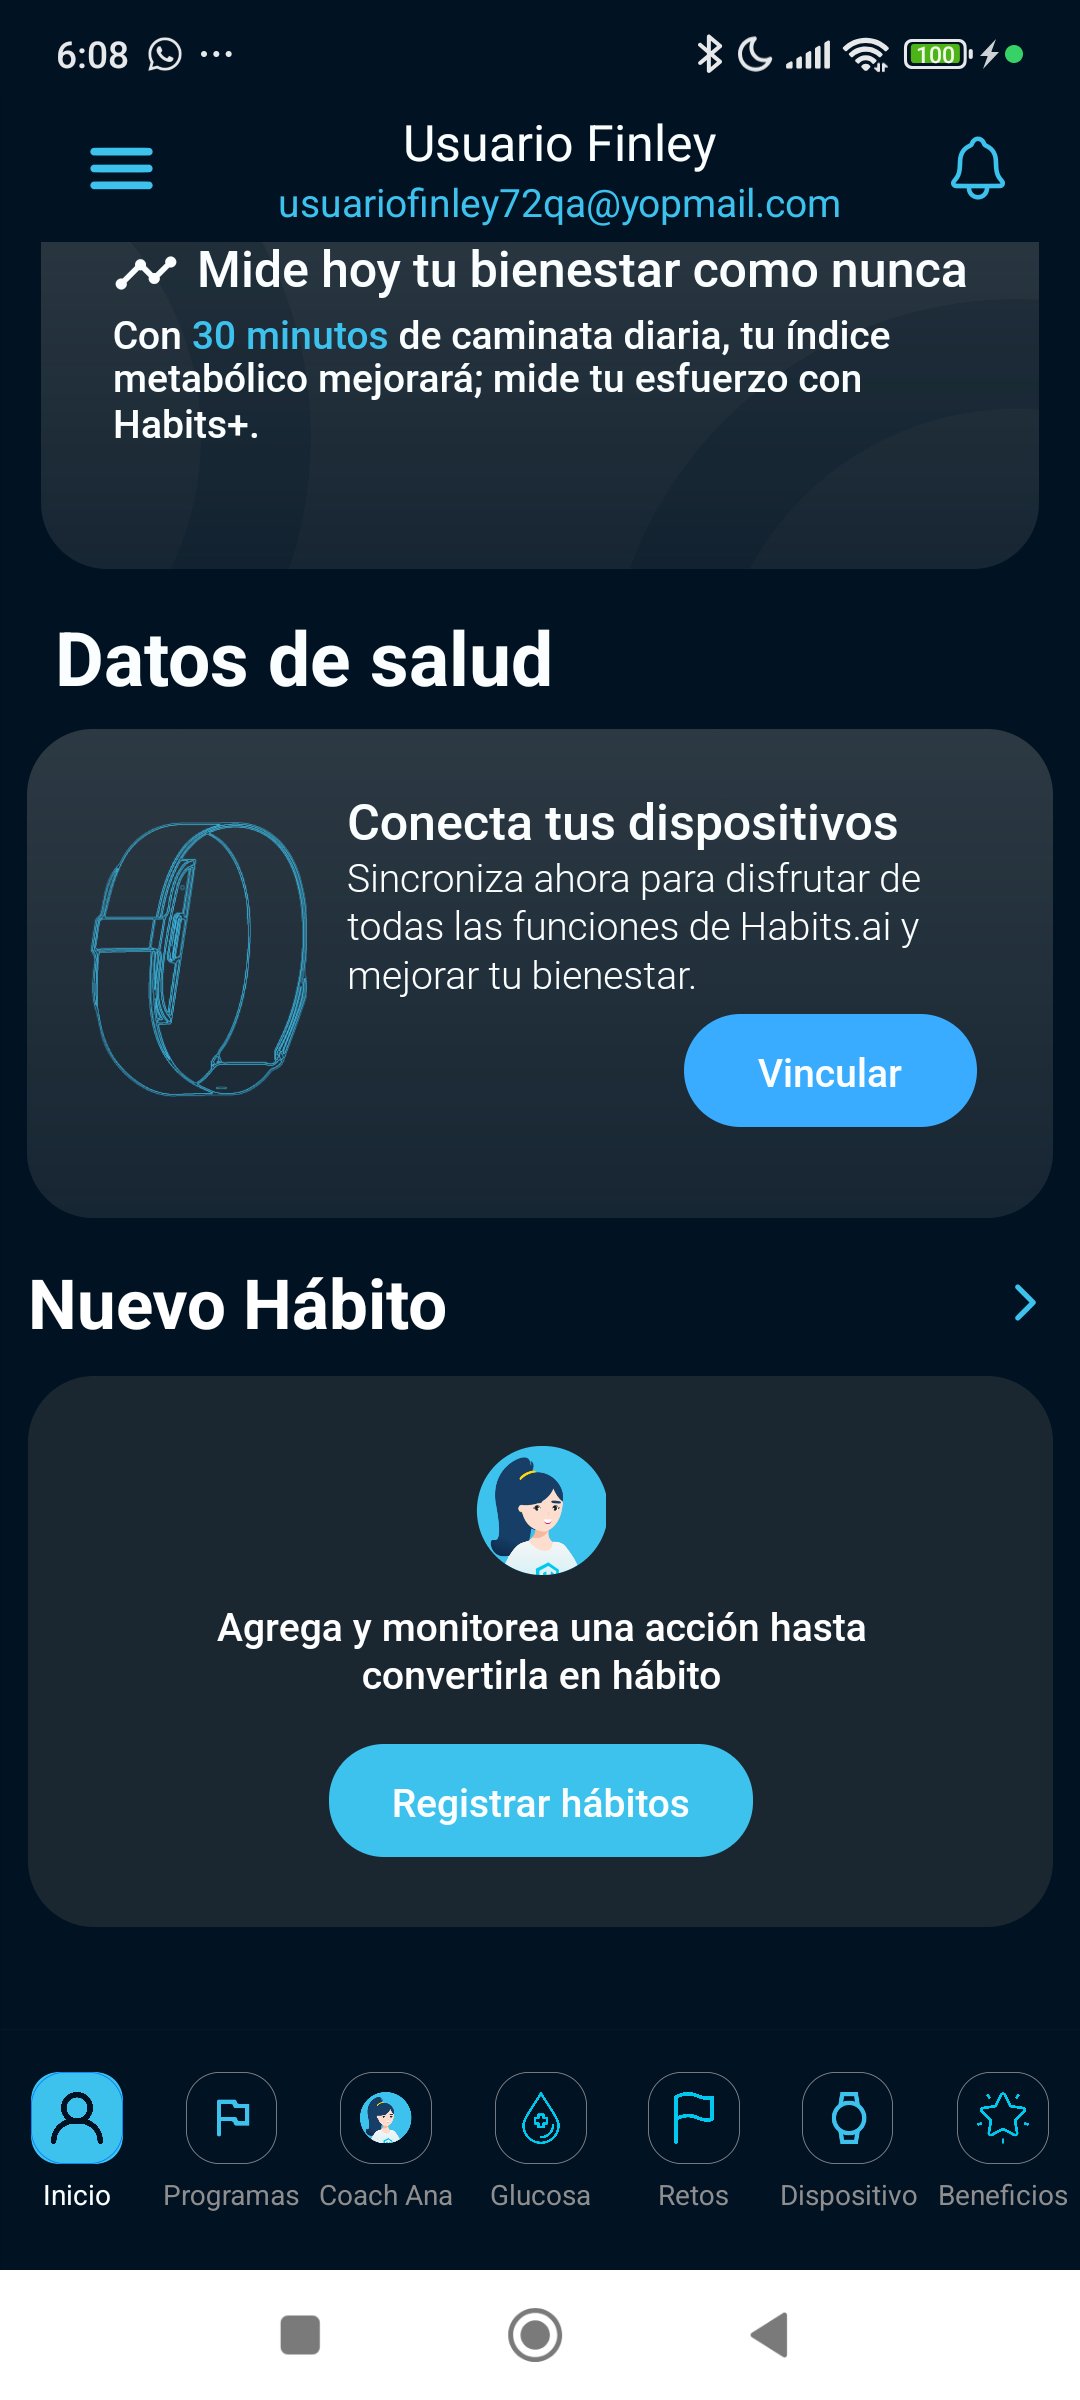 6:08
100
Usuario Finley
usuariofinley72qa@yopmail.com
Mide hoy tu bienestar como nunca
Con 30 minutos de caminata diaria, tu índice
metabólico mejorará; mide tu esfuerzo con
Habits+.
Datos de salud
Conecta tus dispositivos
Sincroniza ahora para disfrutar de
todas las funciones de Habits.ai y
mejorar tu bienestar.
Vincular
Nuevo Hábito
Agrega y monitorea una acción hasta
convertirla en hábito
Registrar hábitos
Inicio Programas Coach Ana Glucosa Retos Dispositivo Beneficios